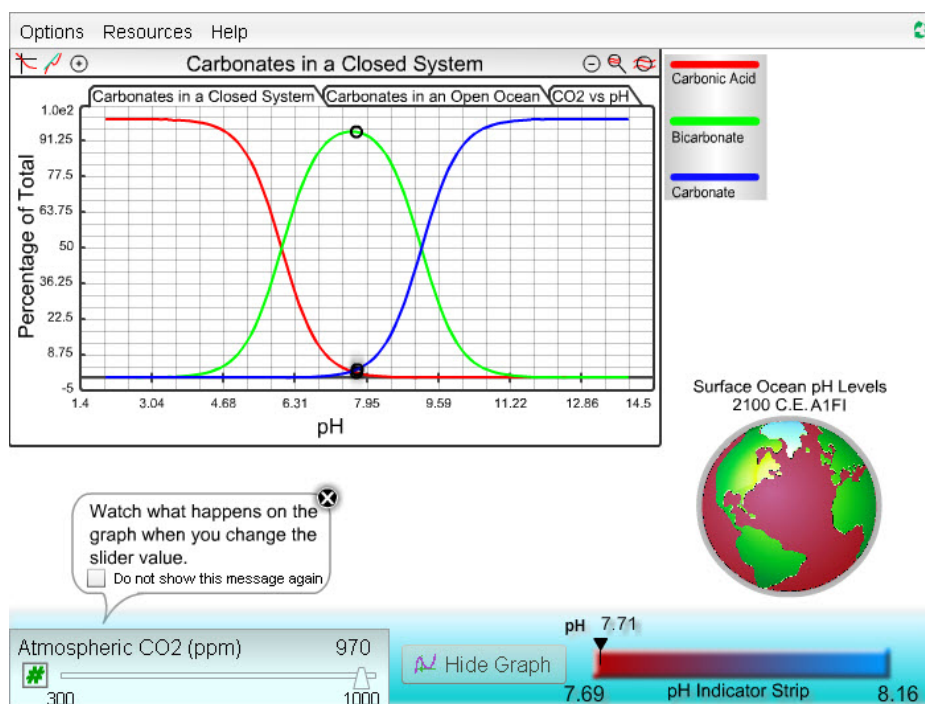 Options Resources Help
Carbonates in a Closed System
Carbonates in a Closed System Carbonates in an Open Ocean CO2 vs pH
1.0e2
91.25
77.5
63.75
50
36.25
22.5
8.75
-5
Percentage of Total
1.4 3.04 4.68 6.31 7.95 9.59 11.22 12.86 14.5
pH
Carbonic Acid
Bicarbonate
Carbonate
Surface Ocean pH Levels
2100 C.E. A1FI
Watch what happens on the
graph when you change the
slider value.
Do not show this message again
Atmospheric CO2 (ppm) 970
#
300 1000
Hide Graph
pH 7.71
7.69 pH Indicator Strip 8.16